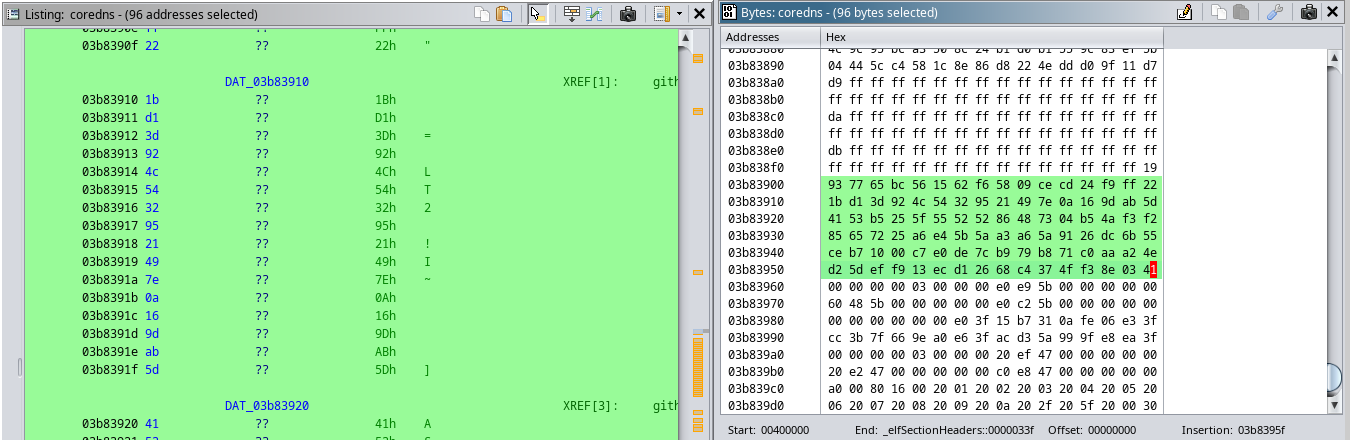 Listing: coredns - (96 addresses selected)
03b8390f 22 ?? 22h "
DAT_03b83910 XREF[1]: gith
03b83910 1b ?? 1Bh
03b83911 d1 ?? D1h
03b83912 3d ?? 3Dh =
03b83913 92 ?? 92h
03b83914 4c ?? 4Ch L
03b83915 54 ?? 54h T
03b83916 32 ?? 32h 2
03b83917 95 ?? 95h
03b83918 21 ?? 21h !
03b83919 49 ?? 49h I
03b8391a 7e ?? 7Eh ~
03b8391b 0a ?? 0Ah
03b8391c 16 ?? 16h
03b8391d 9d ?? 9Dh
03b8391e ab ?? ABh
03b8391f 5d ?? 5Dh ]
DAT_03b83920 XREF[3]: gith
03b83920 41 ?? 41h A
Bytes: coredns - (96 bytes selected)
Addresses Hex
03b83880 4c 9c 95 bc a3 50 8c 24 b1 d0 b1 55 9c 83 ef 5b
03b83890 04 44 5c c4 58 1c 8e 86 d8 22 4e dd d0 9f 11 d7
03b838a0 d9 ff ff ff ff ff ff ff ff ff ff ff ff ff ff ff
03b838b0 ff ff ff ff ff ff ff ff ff ff ff ff ff ff ff ff
03b838c0 da ff ff ff ff ff ff ff ff ff ff ff ff ff ff ff
03b838d0 ff ff ff ff ff ff ff ff ff ff ff ff ff ff ff ff
03b838e0 db ff ff ff ff ff ff ff ff ff ff ff ff ff ff ff
03b838f0 ff ff ff ff ff ff ff ff ff ff ff ff ff ff ff 19
03b83900 93 77 65 bc 56 15 62 f6 58 09 ce cd 24 f9 ff 22
03b83910 1b d1 3d 92 4c 54 32 95 21 49 7e 0a 16 9d ab 5d
03b83920 41 53 b5 25 5f 55 52 52 86 48 73 04 b5 4a f3 f2
03b83930 85 65 72 25 a6 e4 5b 5a a3 a6 5a 91 26 dc 6b 55
03b83940 ce b7 10 00 c7 e0 de 7c b9 79 b8 71 c0 aa a2 4e
03b83950 d2 5d ef f9 13 ec d1 26 68 c4 37 4f f3 8e 03 41
03b83960 00 00 00 00 03 00 00 00 e0 e9 5b 00 00 00 00 00
03b83970 60 48 5b 00 00 00 00 00 e0 c2 5b 00 00 00 00 00
03b83980 00 00 00 00 00 00 e0 3f 15 b7 31 0a fe 06 e3 3f
03b83990 cc 3b 7f 66 9e a0 e6 3f ac d3 5a 99 9f e8 ea 3f
03b839a0 00 00 00 00 03 00 00 00 20 ef 47 00 00 00 00 00
03b839b0 20 e2 47 00 00 00 00 00 c0 e8 47 00 00 00 00 00
03b839c0 a0 00 80 16 00 20 01 20 02 20 03 20 04 20 05 20
03b839d0 06 20 07 20 08 20 09 20 0a 20 2f 20 5f 20 00 30
Start: 00400000 End: _elfSectionHeaders::0000033f Offset: 00000000 Insertion: 03b8395f